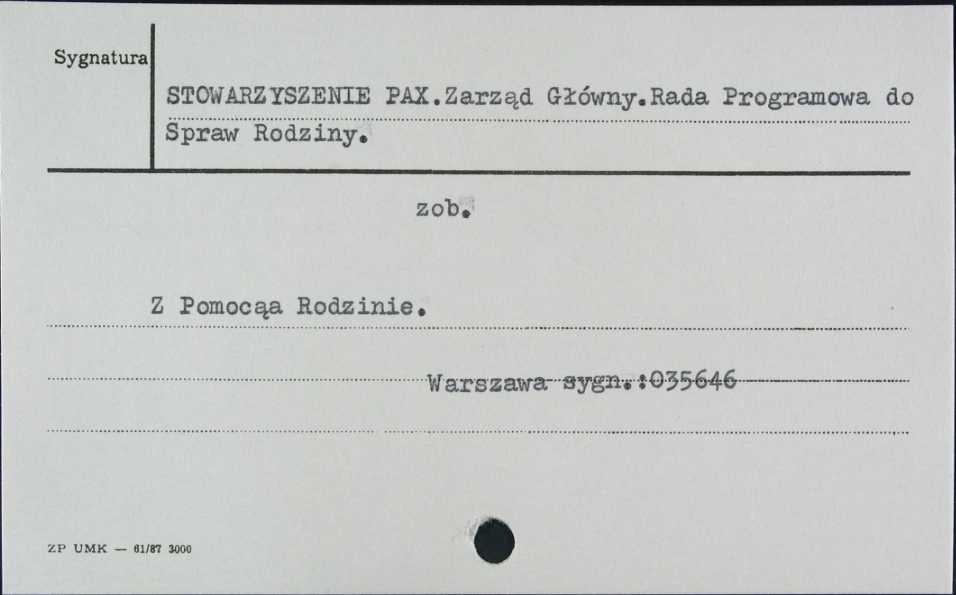 Sygnatura
STOWARZYSZENIE PAX.Zarząd Główny.Rada Programowa do
Spraw Rodziny.
zob.
Z Pomocąa Rodzinie.
Warszawa sygn.:035646
ZP UMK — 61/87 3000